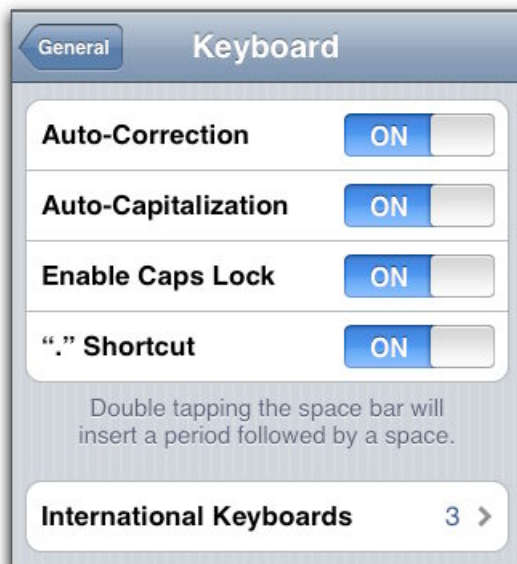 General
Keyboard
Auto-Correction ON
Auto-Capitalization ON
Enable Caps Lock ON
“.” Shortcut ON
Double tapping the space bar will
insert a period followed by a space.
International Keyboards 3